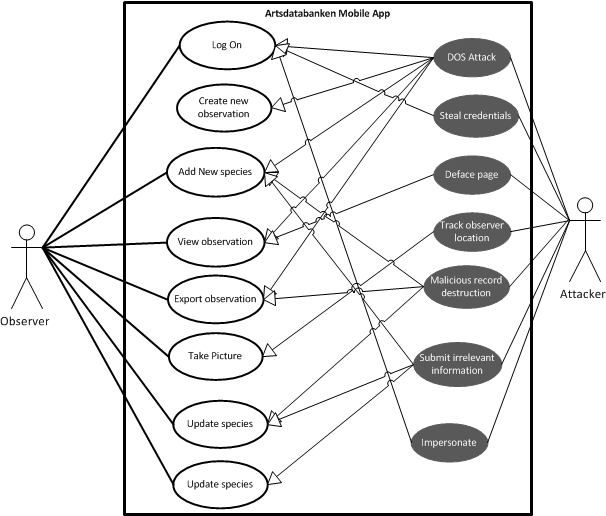 Artsdatabanken Mobile App
Log On
Create new
observation
Add New species
View observation
Export observation
Take Picture
Update species
Update species
DOS Attack
Steal credentials
Deface page
Track observer
location
Malicious record
destruction
Submit irrelevant
information
Impersonate
Observer
Attacker